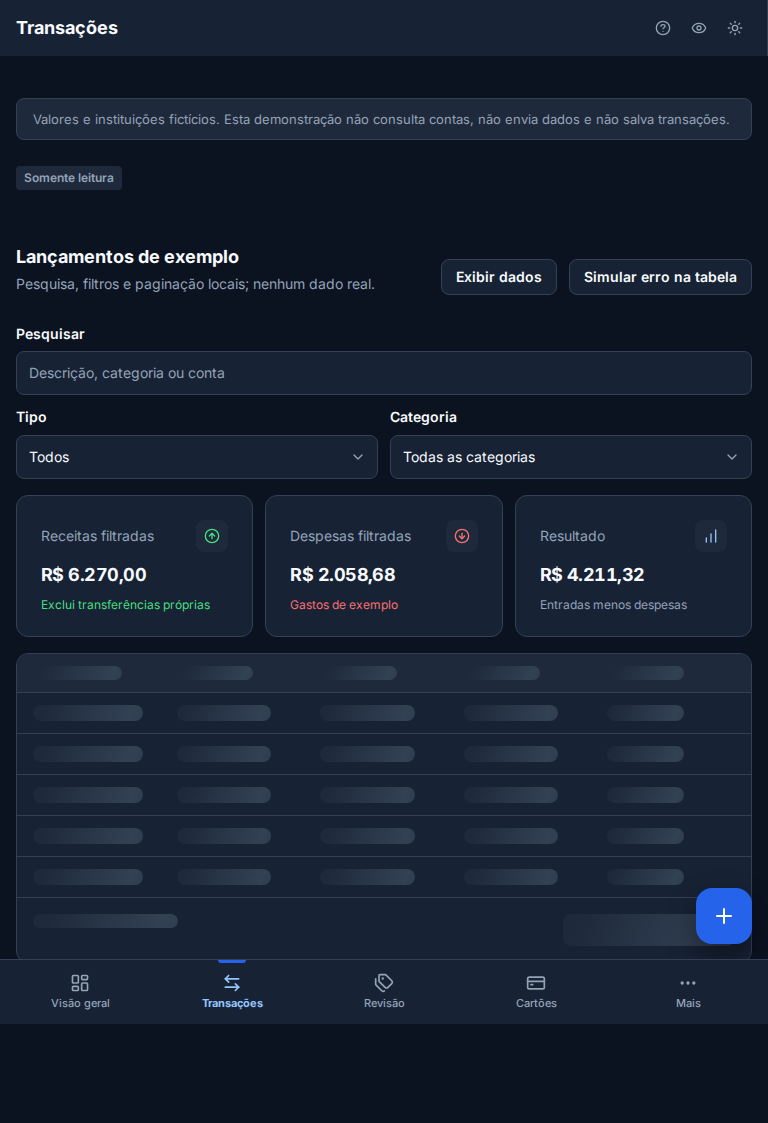 Transações
Valores e instituições fictícios. Esta demonstração não consulta contas, não envia dados e não salva transações.
Somente leitura
Lançamentos de exemplo
Pesquisa, filtros e paginação locais; nenhum dado real.
Exibir dados
Simular erro na tabela
Pesquisar
Descrição, categoria ou conta
Tipo
Categoria
Todos
Todas as categorias
Receitas filtradas
R$ 6.270,00
Exclui transferências próprias
Despesas filtradas
R$ 2.058,68
Gastos de exemplo
Resultado
R$ 4.211,32
Entradas menos despesas
Visão geral
Transações
Revisão
Cartões
Mais